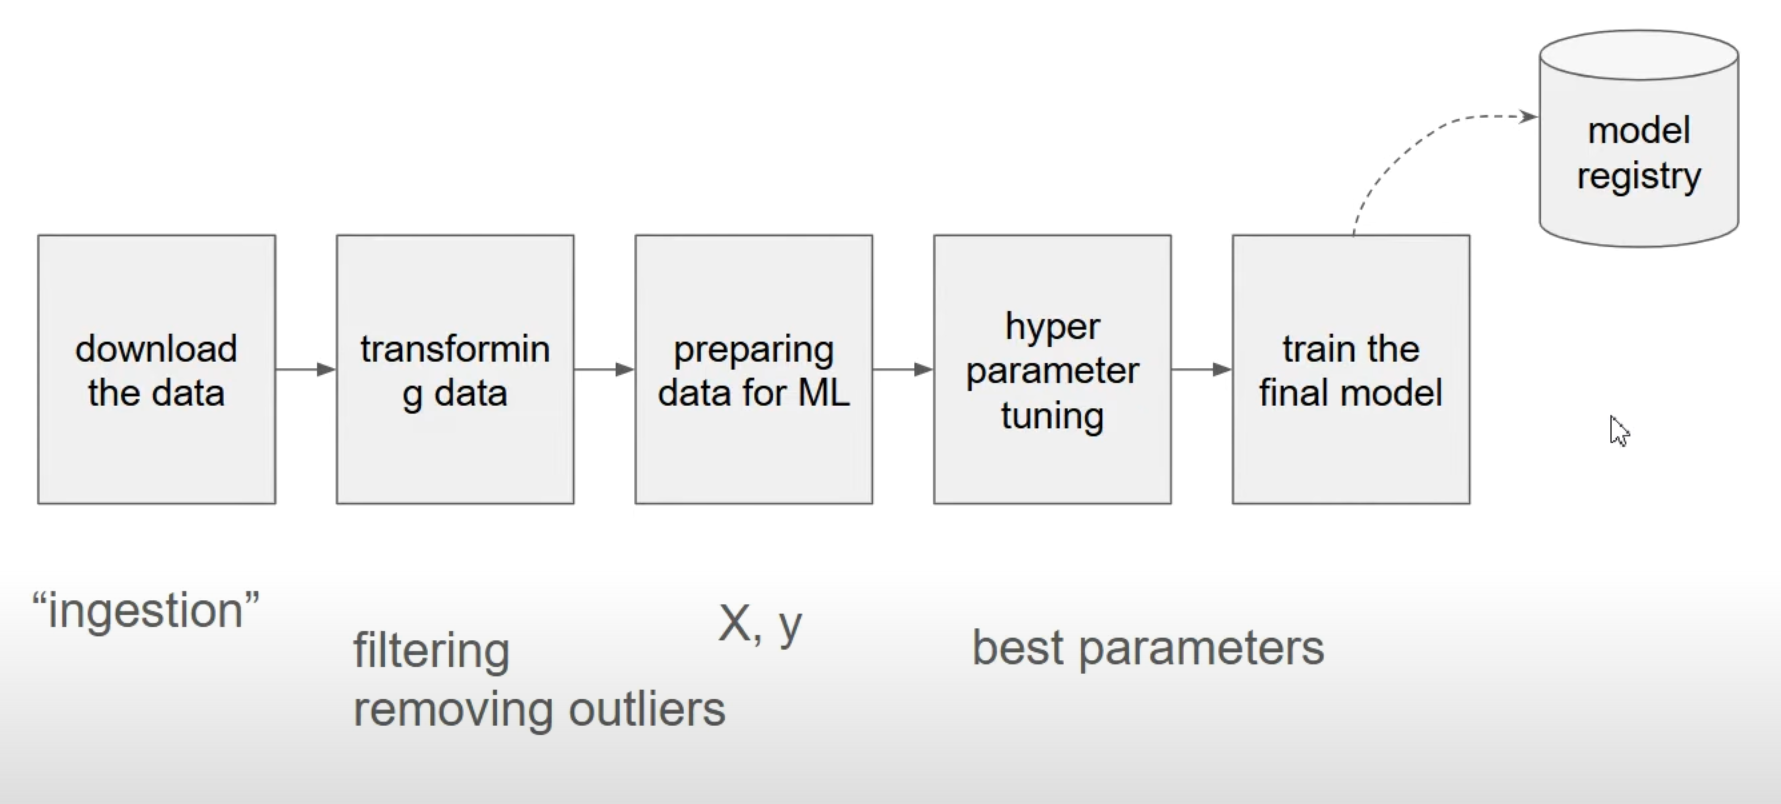 model
registry
download
the data
transformin
g data
preparing
data for ML
hyper
parameter
tuning
train the
final model
“ingestion”
filtering
removing outliers
X, y
best parameters